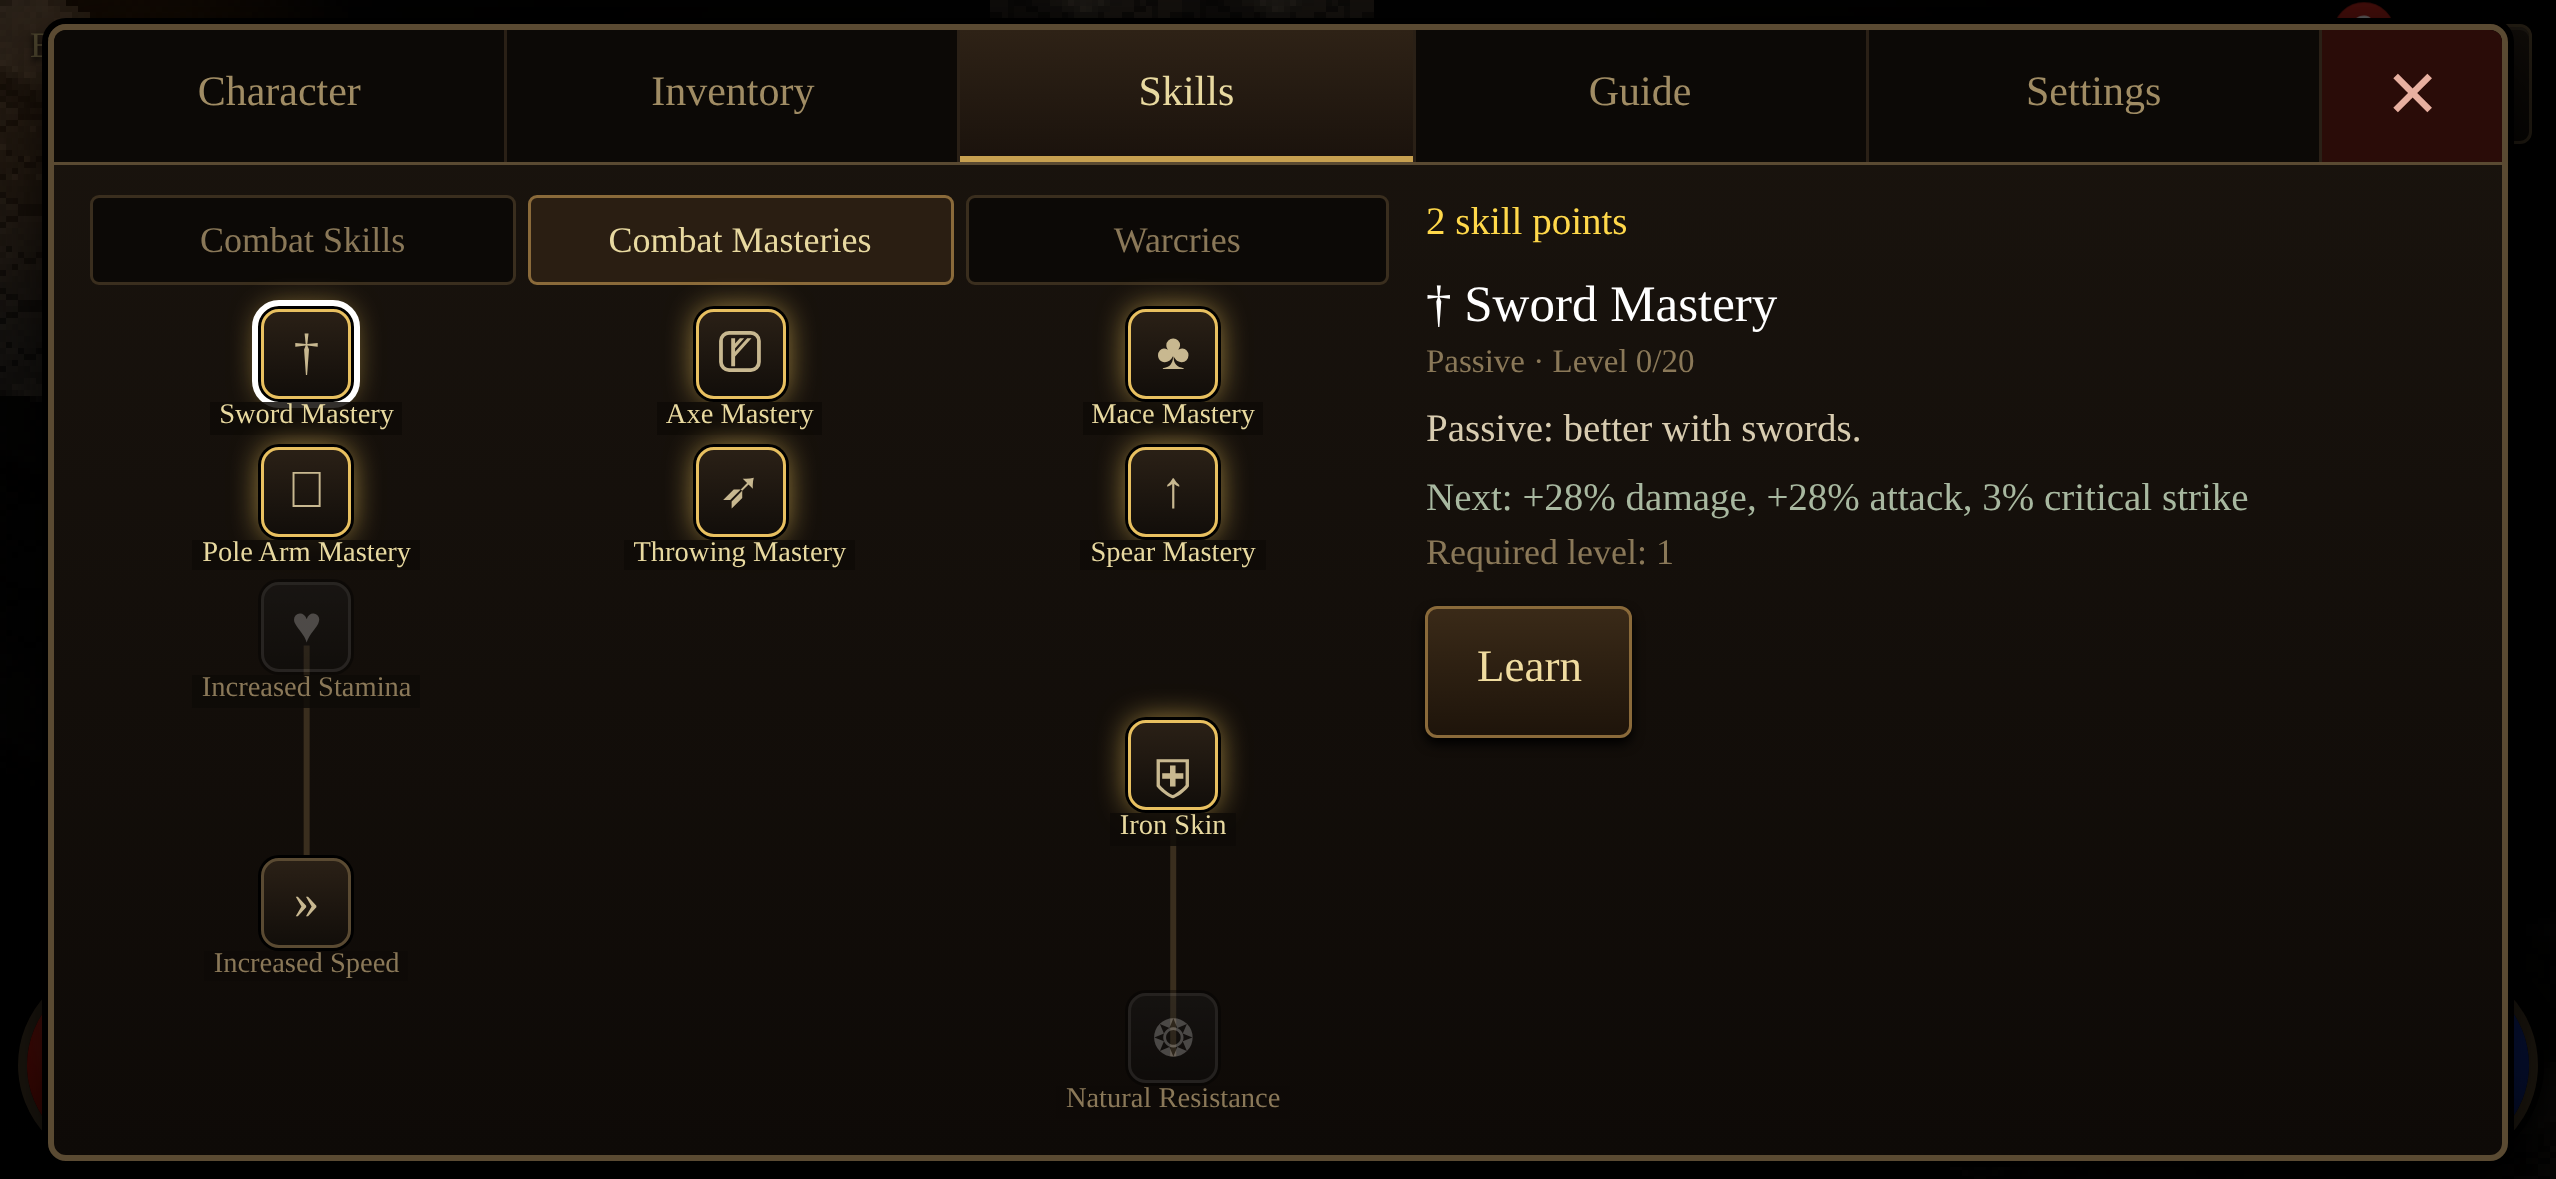 Character
Inventory
Skills
Guide
Settings
✕
Combat Skills
Combat Masteries
Warcries
2 skill points
† Sword Mastery
Passive · Level 0/20
Passive: better with swords.
Next: +28% damage, +28% attack, 3% critical strike
Required level: 1
Learn
Sword Mastery
Axe Mastery
Mace Mastery
Pole Arm Mastery
Throwing Mastery
Spear Mastery
Increased Stamina
Iron Skin
Increased Speed
Natural Resistance